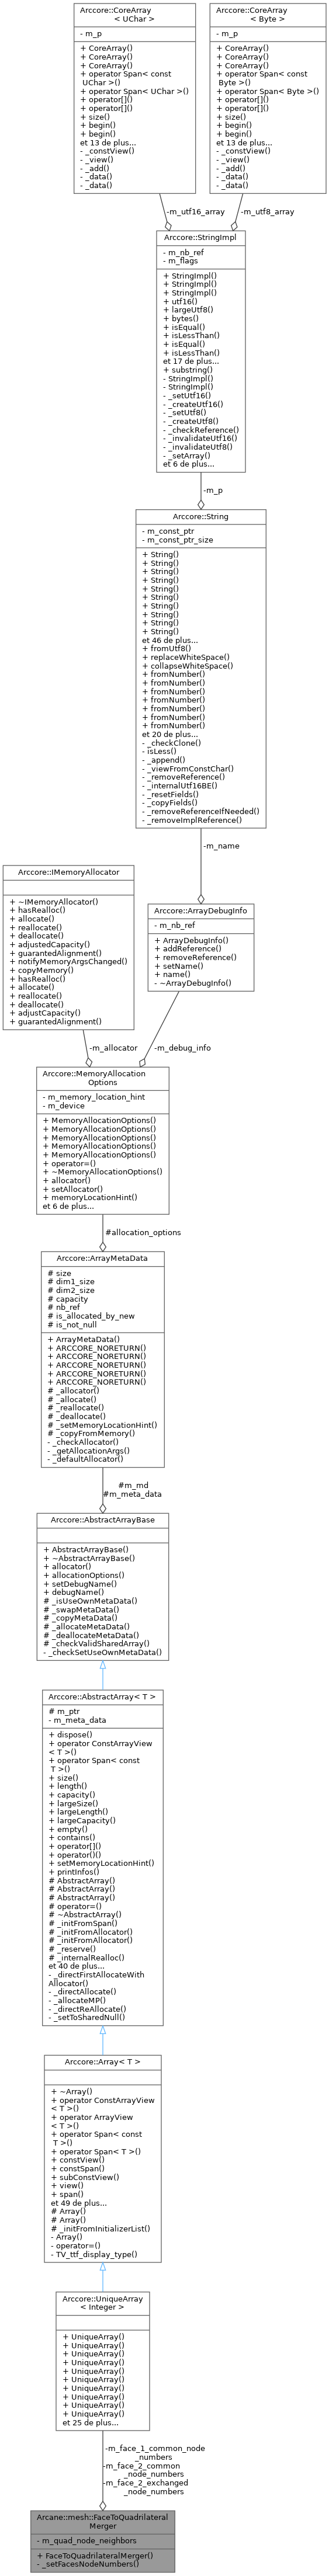 Arccore::CoreArray
< UChar >
- m_p
+ CoreArray()
+ CoreArray()
+ CoreArray()
+ operator Span< const
UChar >()
+ operator Span< UChar >()
+ operator[]()
+ operator[]()
+ size()
+ begin()
+ begin()
et 13 de plus...
- _constView()
- _view()
- _add()
- _data()
- _data()
Arccore::CoreArray
< Byte >
- m_p
+ CoreArray()
+ CoreArray()
+ CoreArray()
+ operator Span< const
Byte >()
+ operator Span< Byte >()
+ operator[]()
+ operator[]()
+ size()
+ begin()
+ begin()
et 13 de plus...
- _constView()
- _view()
- _add()
- _data()
- _data()
-m_utf16_array
-m_utf8_array
Arccore::StringImpl
- m_nb_ref
- m_flags
+ StringImpl()
+ StringImpl()
+ StringImpl()
+ utf16()
+ largeUtf8()
+ bytes()
+ isEqual()
+ isLessThan()
+ isEqual()
+ isLessThan()
et 17 de plus...
+ substring()
- StringImpl()
- StringImpl()
- _setUtf16()
- _createUtf16()
- _setUtf8()
- _createUtf8()
- _checkReference()
- _invalidateUtf16()
- _invalidateUtf8()
- _setArray()
et 6 de plus...
-m_p
Arccore::String
- m_const_ptr
- m_const_ptr_size
+ String()
+ String()
+ String()
+ String()
+ String()
+ String()
+ String()
+ String()
+ String()
+ String()
et 46 de plus...
+ fromUtf8()
+ replaceWhiteSpace()
+ collapseWhiteSpace()
+ fromNumber()
+ fromNumber()
+ fromNumber()
+ fromNumber()
+ fromNumber()
+ fromNumber()
+ fromNumber()
et 20 de plus...
- _checkClone()
- isLess()
- _append()
- _viewFromConstChar()
- _removeReference()
- _internalUtf16BE()
- _resetFields()
- _copyFields()
- _removeReferenceIfNeeded()
- _removeImplReference()
-m_name
Arccore::IMemoryAllocator
+ ~IMemoryAllocator()
+ hasRealloc()
+ allocate()
+ reallocate()
+ deallocate()
+ adjustedCapacity()
+ guarantedAlignment()
+ notifyMemoryArgsChanged()
+ copyMemory()
+ hasRealloc()
+ allocate()
+ reallocate()
+ deallocate()
+ adjustCapacity()
+ guarantedAlignment()
Arccore::ArrayDebugInfo
- m_nb_ref
+ ArrayDebugInfo()
+ addReference()
+ removeReference()
+ setName()
+ name()
- ~ArrayDebugInfo()
-m_allocator
-m_debug_info
Arccore::MemoryAllocation
Options
- m_memory_location_hint
- m_device
+ MemoryAllocationOptions()
+ MemoryAllocationOptions()
+ MemoryAllocationOptions()
+ MemoryAllocationOptions()
+ MemoryAllocationOptions()
+ operator=()
+ ~MemoryAllocationOptions()
+ allocator()
+ setAllocator()
+ memoryLocationHint()
et 6 de plus...
#allocation_options
Arccore::ArrayMetaData
# size
# dim1_size
# dim2_size
# capacity
# nb_ref
# is_allocated_by_new
# is_not_null
+ ArrayMetaData()
+ ARCCORE_NORETURN()
+ ARCCORE_NORETURN()
+ ARCCORE_NORETURN()
+ ARCCORE_NORETURN()
+ ARCCORE_NORETURN()
# _allocator()
# _allocate()
# _reallocate()
# _deallocate()
# _setMemoryLocationHint()
# _copyFromMemory()
- _checkAllocator()
- _getAllocationArgs()
- _defaultAllocator()
#m_md
#m_meta_data
Arccore::AbstractArrayBase
+ AbstractArrayBase()
+ ~AbstractArrayBase()
+ allocator()
+ allocationOptions()
+ setDebugName()
+ debugName()
# _isUseOwnMetaData()
# _swapMetaData()
# _copyMetaData()
# _allocateMetaData()
# _deallocateMetaData()
# _checkValidSharedArray()
- _checkSetUseOwnMetaData()
Arccore::AbstractArray< T >
# m_ptr
- m_meta_data
+ dispose()
+ operator ConstArrayView
< T >()
+ operator Span< const
T >()
+ size()
+ length()
+ capacity()
+ largeSize()
+ largeLength()
+ largeCapacity()
+ empty()
+ contains()
+ operator[]()
+ operator()()
+ setMemoryLocationHint()
+ printInfos()
# AbstractArray()
# AbstractArray()
# AbstractArray()
# operator=()
# ~AbstractArray()
# _initFromSpan()
# _initFromAllocator()
# _initFromAllocator()
# _reserve()
# _internalRealloc()
et 40 de plus...
- _directFirstAllocateWith
Allocator()
- _directAllocate()
- _allocateMP()
- _directReAllocate()
- _setToSharedNull()
Arccore::Array< T >
+ ~Array()
+ operator ConstArrayView
< T >()
+ operator ArrayView
< T >()
+ operator Span< const
T >()
+ operator Span< T >()
+ constView()
+ constSpan()
+ subConstView()
+ view()
+ span()
et 49 de plus...
# Array()
# Array()
# _initFromInitializerList()
- Array()
- operator=()
- TV_ttf_display_type()
Arccore::UniqueArray
< Integer >
+ UniqueArray()
+ UniqueArray()
+ UniqueArray()
+ UniqueArray()
+ UniqueArray()
+ UniqueArray()
+ UniqueArray()
+ UniqueArray()
+ UniqueArray()
+ UniqueArray()
et 25 de plus...
-m_face_1_common_node
_numbers
-m_face_2_common
_node_numbers
-m_face_2_exchanged
_node_numbers
Arcane::mesh::FaceToQuadrilateral
Merger
- m_quad_node_neighbors
+ FaceToQuadrilateralMerger()
- _setFacesNodeNumbers()